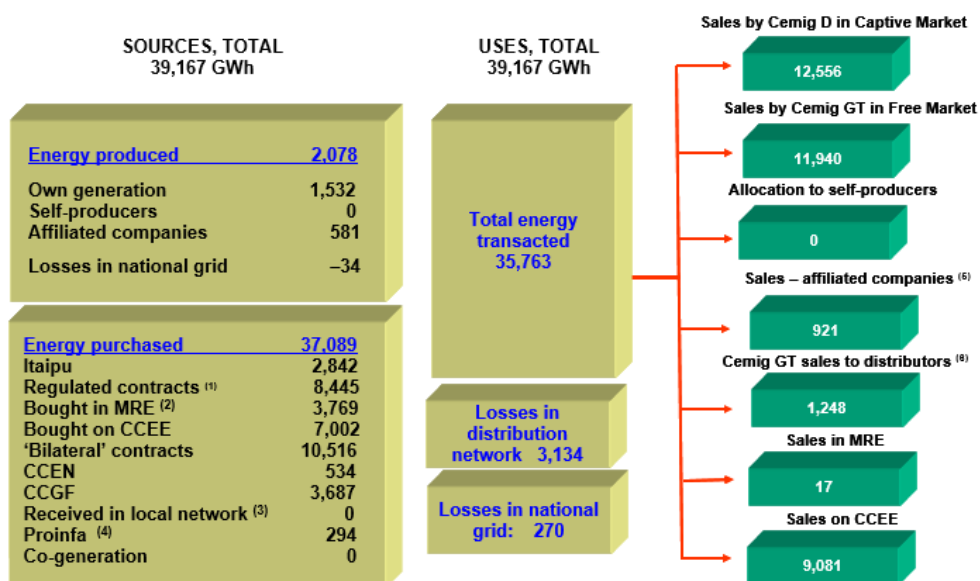 SOURCES, TOTAL
39,167 GWh
Energy produced 2,078
Own generation 1,532
Self-producers 0
Affiliated companies 581
Losses in national grid –34
Energy purchased 37,089
Itaipu 2,842
Regulated contracts (1) 8,445
Bought in MRE (2) 3,769
Bought on CCEE 7,002
‘Bilateral’ contracts 10,516
CCEN 534
CCGF 3,687
Received in local network (3) 0
Proinfa (4) 294
Co-generation 0
USES, TOTAL
39,167 GWh
Total energy
transacted
35,763
Losses in
distribution
network 3,134
Losses in national
grid: 270
Sales by Cemig D in Captive Market
12,556
Sales by Cemig GT in Free Market
11,940
Allocation to self-producers
0
Sales – affiliated companies (5)
921
Cemig GT sales to distributors (6)
1,248
Sales in MRE
17
Sales on CCEE
9,081